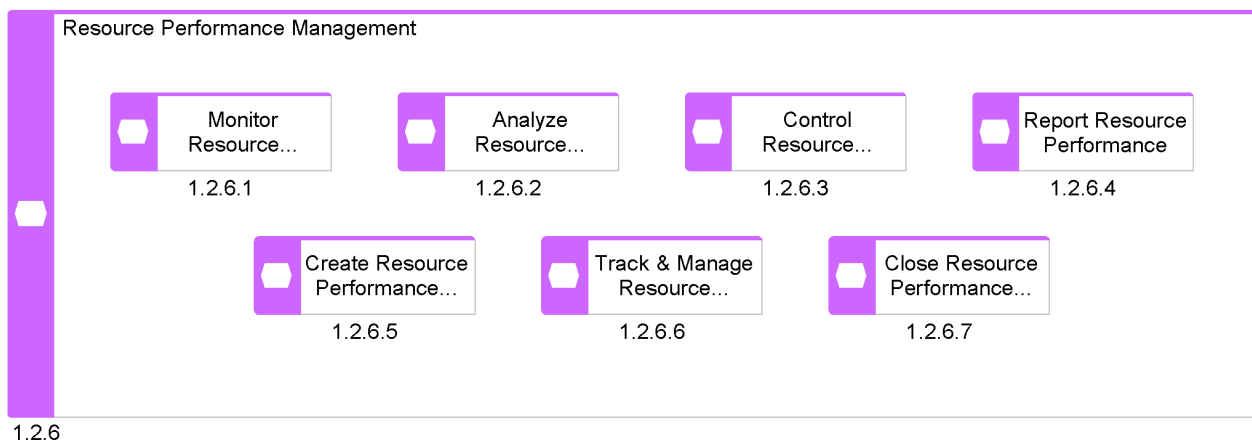 Resource Performance Management
Monitor
Resource...
1.2.6.1
Analyze
Resource...
1.2.6.2
Control
Resource...
1.2.6.3
Report Resource
Performance
1.2.6.4
Create Resource
Performance...
1.2.6.5
Track & Manage
Resource...
1.2.6.6
Close Resource
Performance...
1.2.6.7
1.2.6